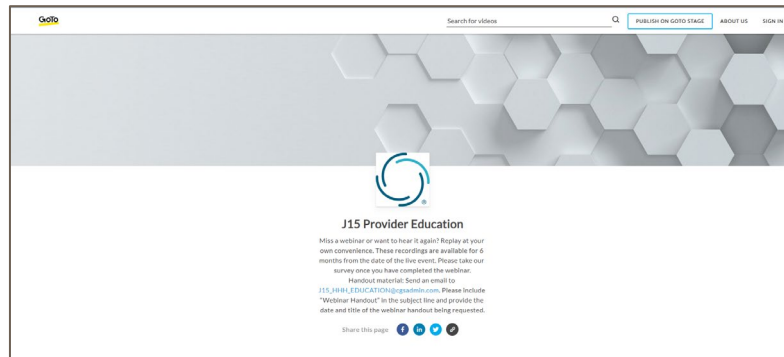 GoTo
Search for videos
PUBLISH ON GOTO STAGE
ABOUT US
SIGN IN
J15 Provider Education
Miss a webinar or want to hear it again? Replay at your
own convenience. These recordings are available for 6
months from the date of the live event. Please take our
survey once you have completed the webinar.
Handout material: Send an email to
J15_HHH_EDUCATION@cgsadmin.com. Please include
"Webinar Handout" in the subject line and provide the
date and title of the webinar handout being requested.
Share this page